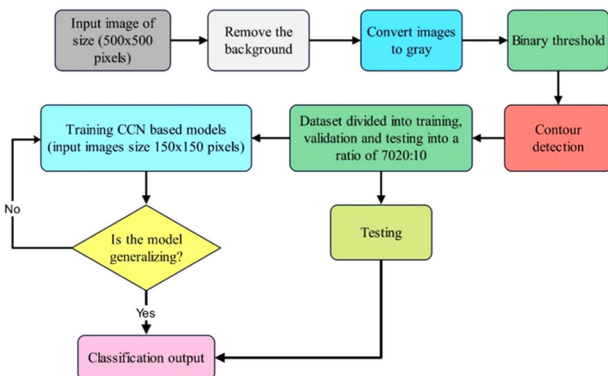 Input image of
size (500x500
pixels)
Remove the
background
Convert images
to gray
Binary threshold
Training CCN based models
(input images size 150x150 pixels)
Dataset divided into training,
validation and testing into a
ratio of 7020:10
Contour
detection
No
Is the model
generalizing?
Testing
Yes
Classification output